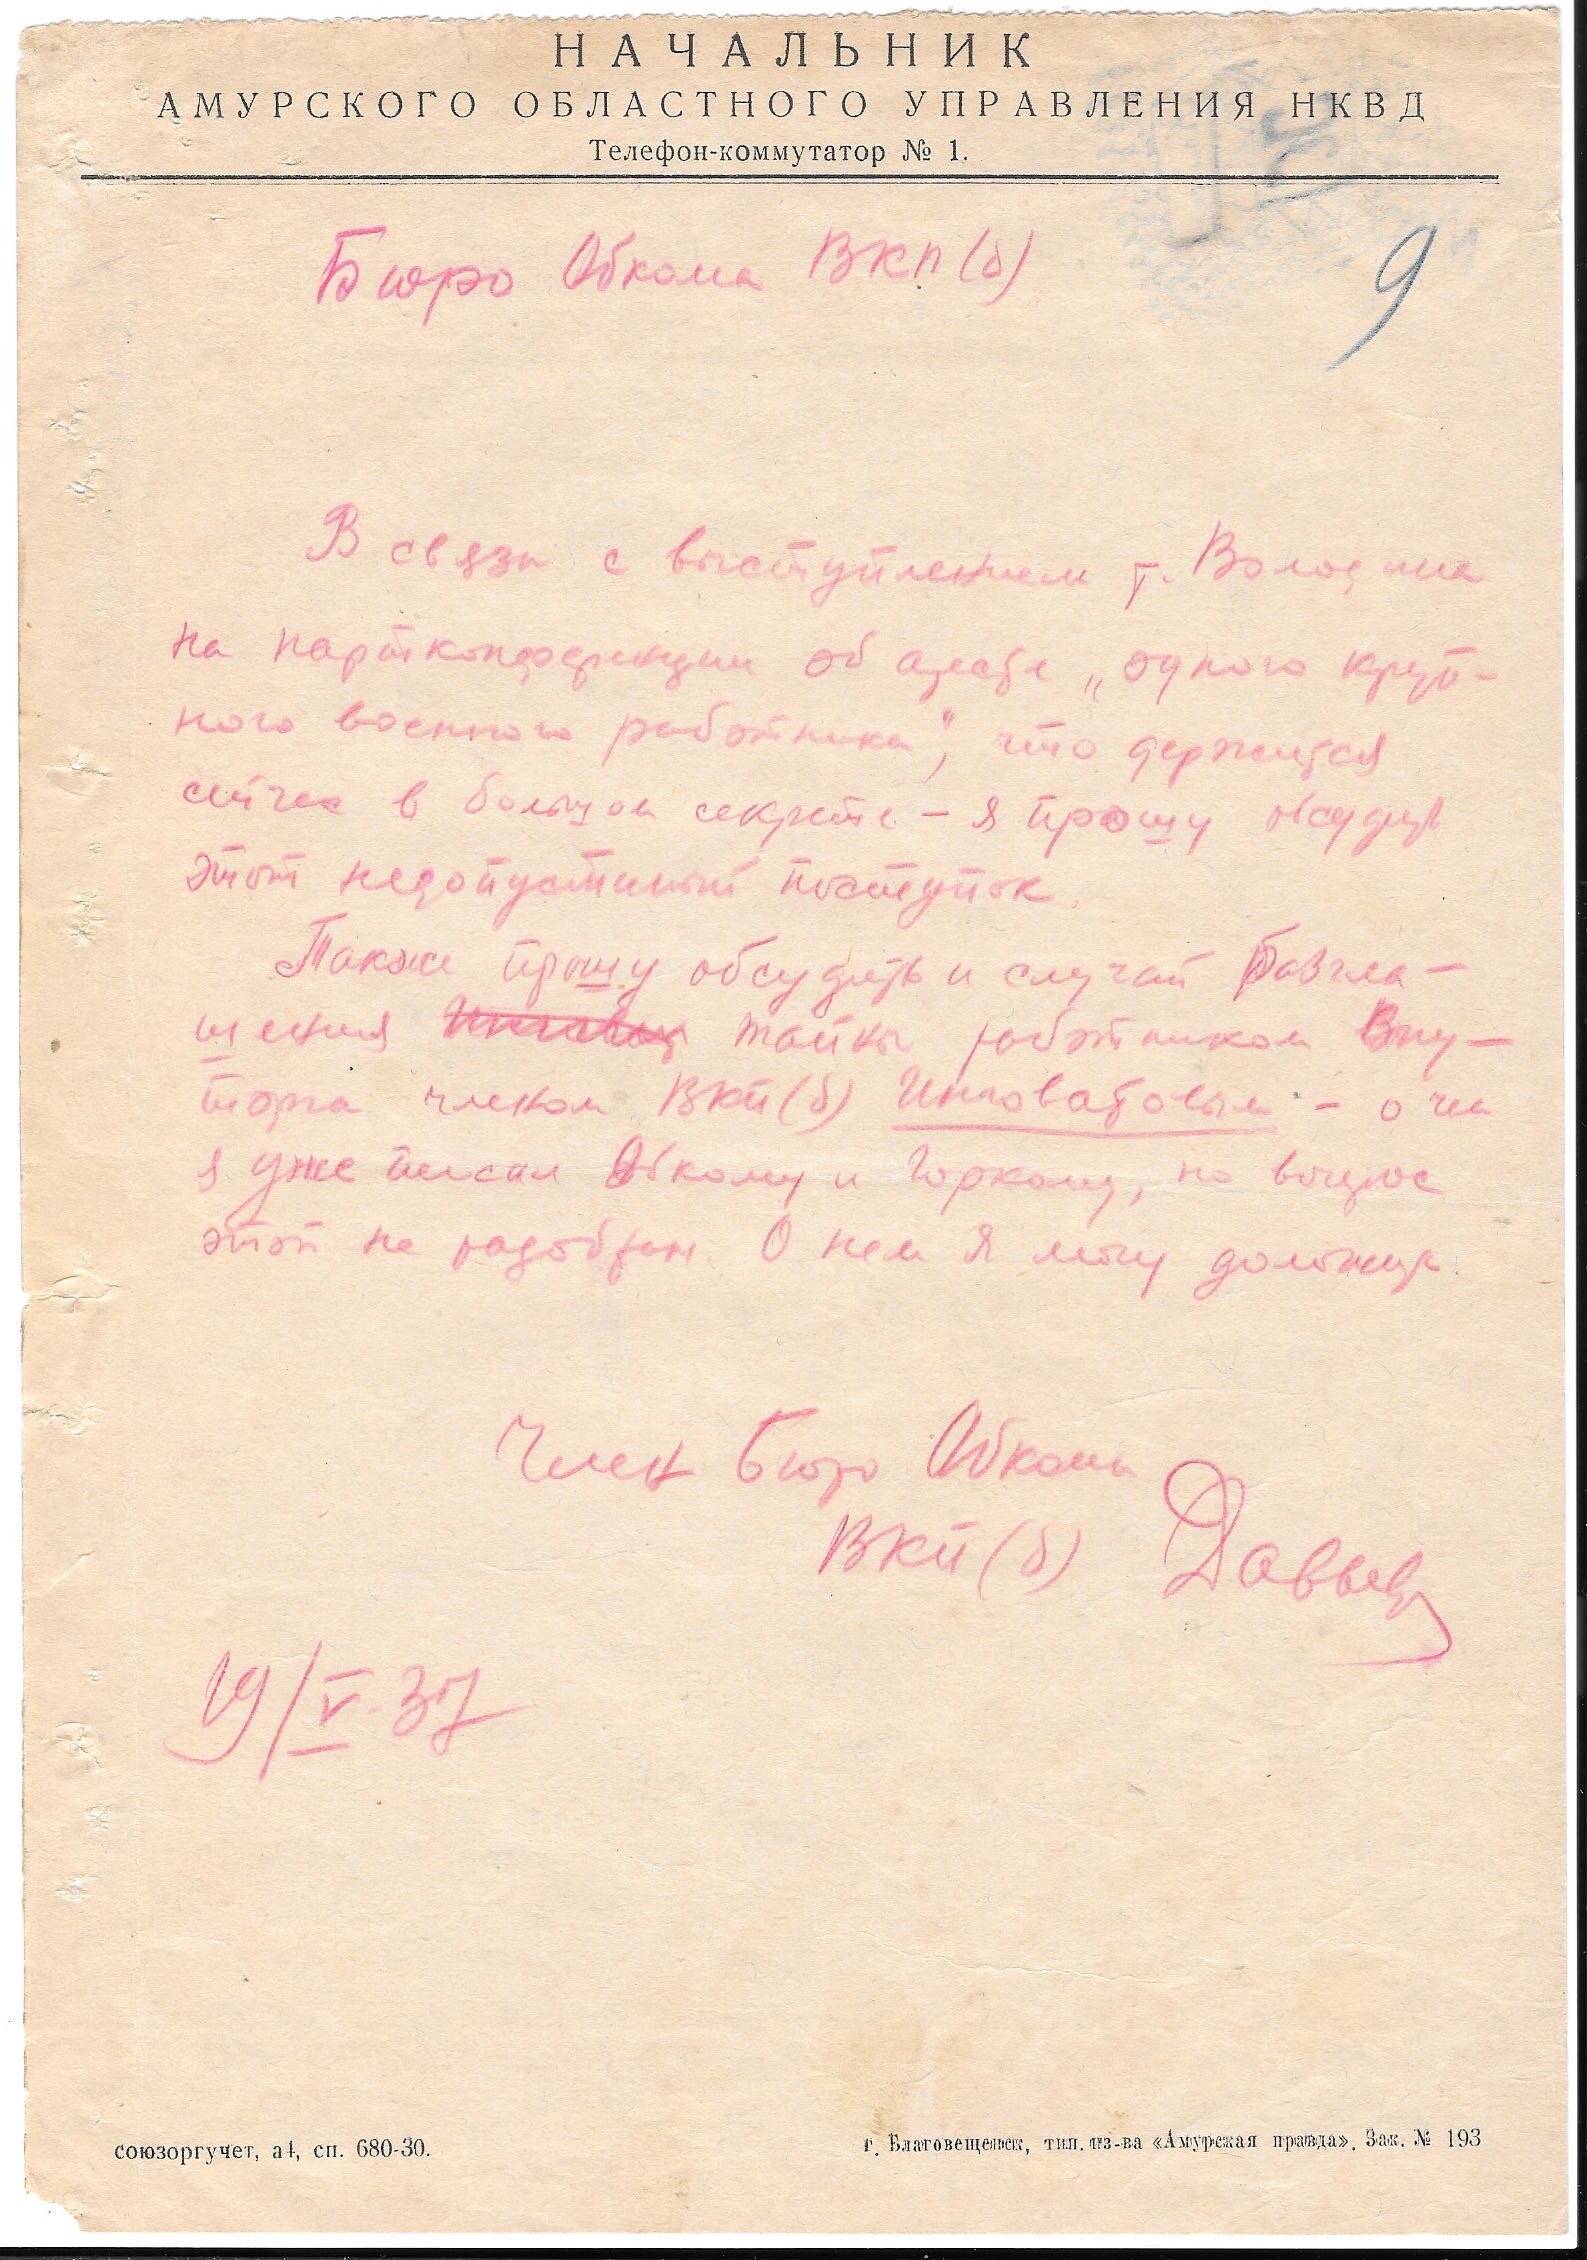 НАЧАЛЬНИК
АМУРСКОГО ОБЛАСТНОГО УПРАВЛЕНИЯ НКВД
Телефон-коммутатор № 1.
9
Бюро Обкома ВКП(б)
В связи с выступлением т. Володина
на партконференции об аресте „одного круп-
ного военного работника", что держится
сейчас в большом секрете – я прошу обсудить
этот недопустимый поступок.
Также прошу обсудить и случай разгла-
шения тайны работником Вну-
торга членом ВКП(б) – о чем
я уже писал Обкому и Горкому, но вопрос
этот не разобран. О нем я могу доложить.
Член Бюро Обкома
ВКП(б)
19/V.37
союзоргучет, а4, сп. 680-30.
г. Благовещенск, тип. из-ва «Амурская правда». Зак. № 193